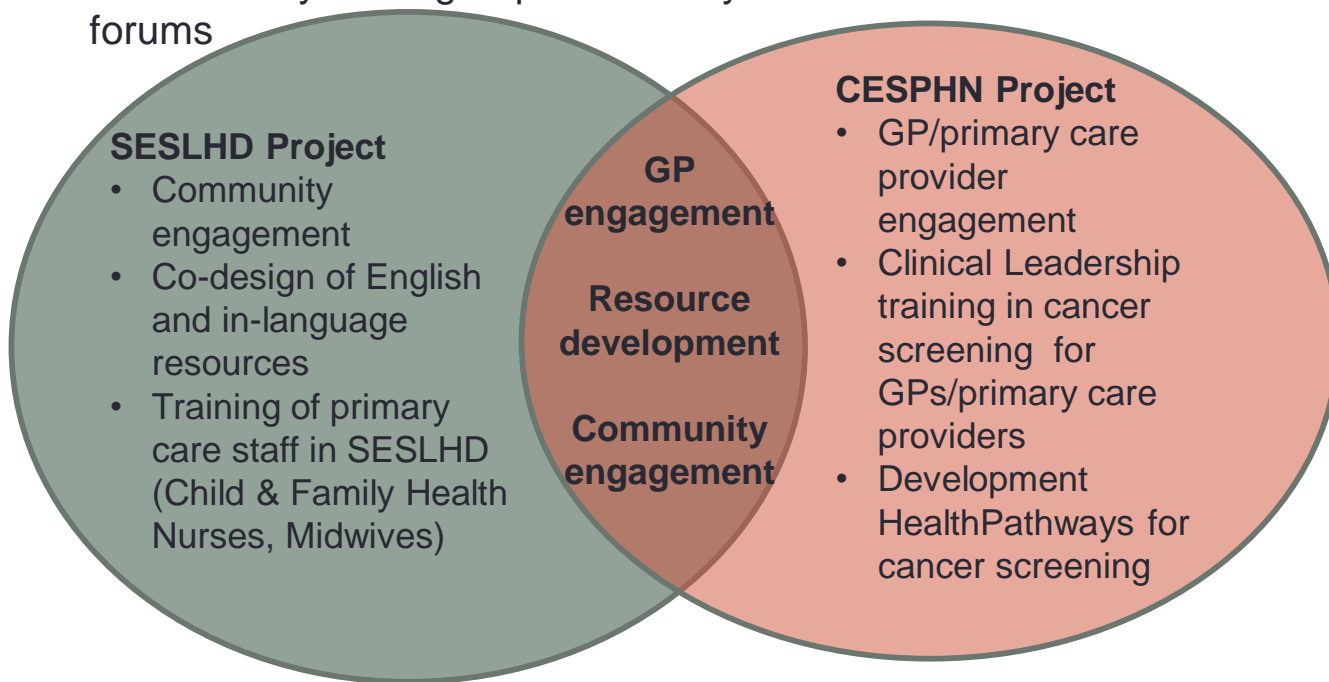 forums
SESLHD Project
• Community
engagement
• Co-design of English
and in-language
resources
• Training of primary
care staff in SESLHD
(Child & Family Health
Nurses, Midwives)
GP
engagement
Resource
development
Community
engagement
CESPHN Project
• GP/primary care
provider
engagement
• Clinical Leadership
training in cancer
screening for
GPs/primary care
providers
• Development
HealthPathways for
cancer screening